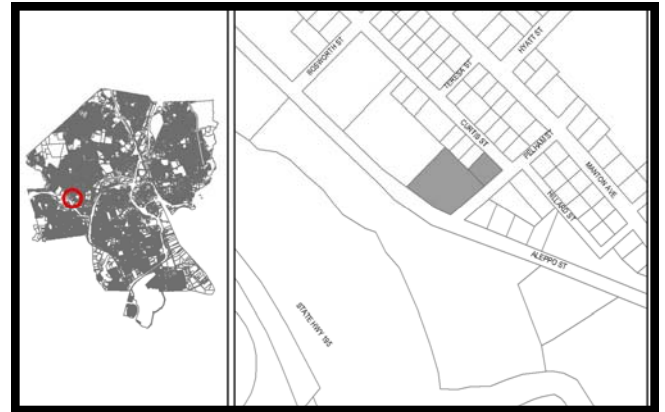 BOSWORTH ST
HYATT ST
TERESA ST
CURTIS ST
PELHAM ST
MANTON AVE
HILLARD ST
ALEPPO ST
STATE HWY 195